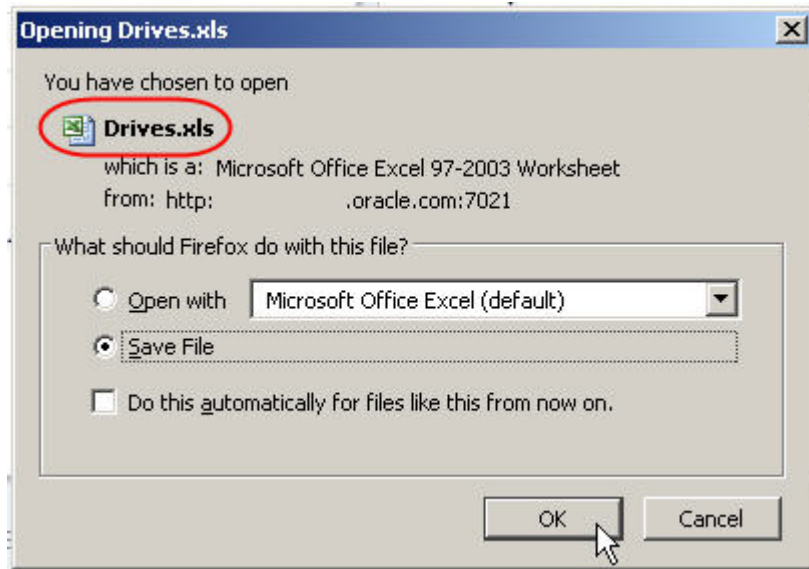 Opening Drives.xls
You have chosen to open
Drives.xls
which is a: Microsoft Office Excel 97-2003 Worksheet
from: http: .oracle.com:7021
What should Firefox do with this file?
Open with Microsoft Office Excel (default)
Save File
Do this automatically for files like this from now on.
OK Cancel